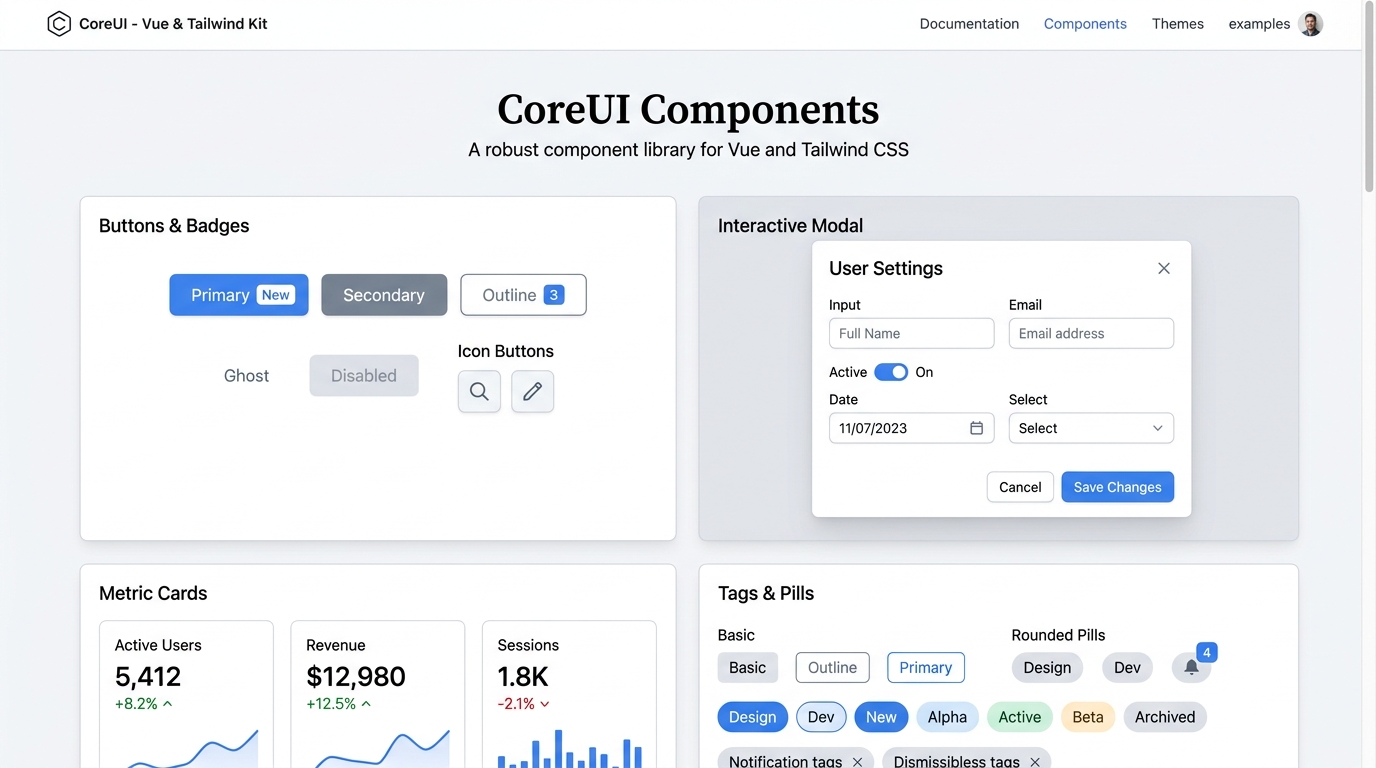 CoreUI - Vue & Tailwind Kit
Documentation
Components
Themes
examples
CoreUI Components
A robust component library for Vue and Tailwind CSS
Buttons & Badges
Primary New
Secondary
Outline 3
Ghost
Disabled
Icon Buttons
Interactive Modal
User Settings
Input
Email
Full Name
Email address
Active On
Date
Select
11/07/2023
Select
Cancel
Save Changes
Metric Cards
Active Users
5,412
+8.2%
Revenue
$12,980
+12.5%
Sessions
1.8K
-2.1%
Tags & Pills
Basic
Rounded Pills
Basic
Outline
Primary
Design
Dev
4
Design
Dev
New
Alpha
Active
Beta
Archived
Notification tags
Dismissibless tags